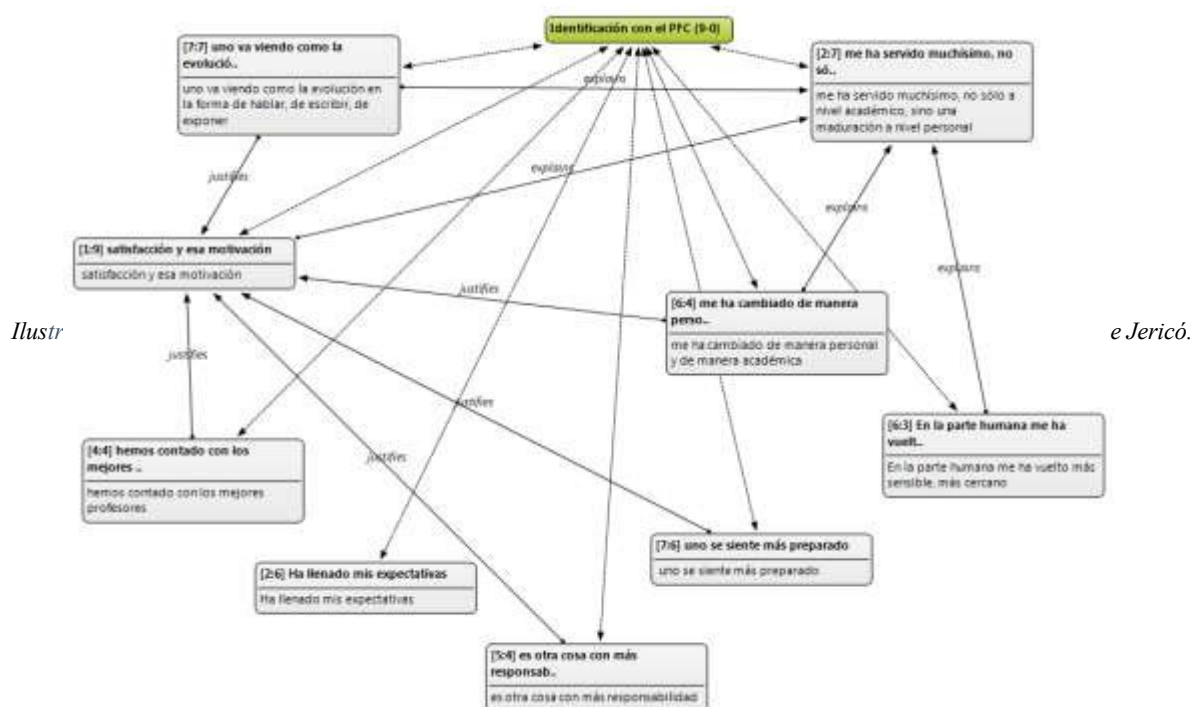 Identificación con el PFC (9-0)
[7:7] uno va viendo como la
evolució..
uno va viendo como la evolución en
la forma de hablar, de escribir, de
exponer
[2:7] me ha servido muchísimo, no
só..
me ha servido muchísimo, no sólo a
nivel académico, sino una
maduración a nivel personal
explains
justifies
explains
explains
explains
[1:9] satisfacción y esa motivación
satisfacción y esa motivación
justifies
[6:4] me ha cambiado de manera
perso..
me ha cambiado de manera personal
y de manera académica
Ilustr
e Jericó.
justifies
justifies
justifies
[6:3] En la parte humana me ha
vuelt..
En la parte humana me ha vuelto más
sensible, más cercano
[4:4] hemos contado con los
mejores ..
hemos contado con los mejores
profesores
[7:6] uno se siente más preparado
uno se siente más preparado
[2:6] Ha llenado mis expectativas
Ha llenado mis expectativas
[5:4] es otra cosa con más
responsab..
es otra cosa con más responsabilidad